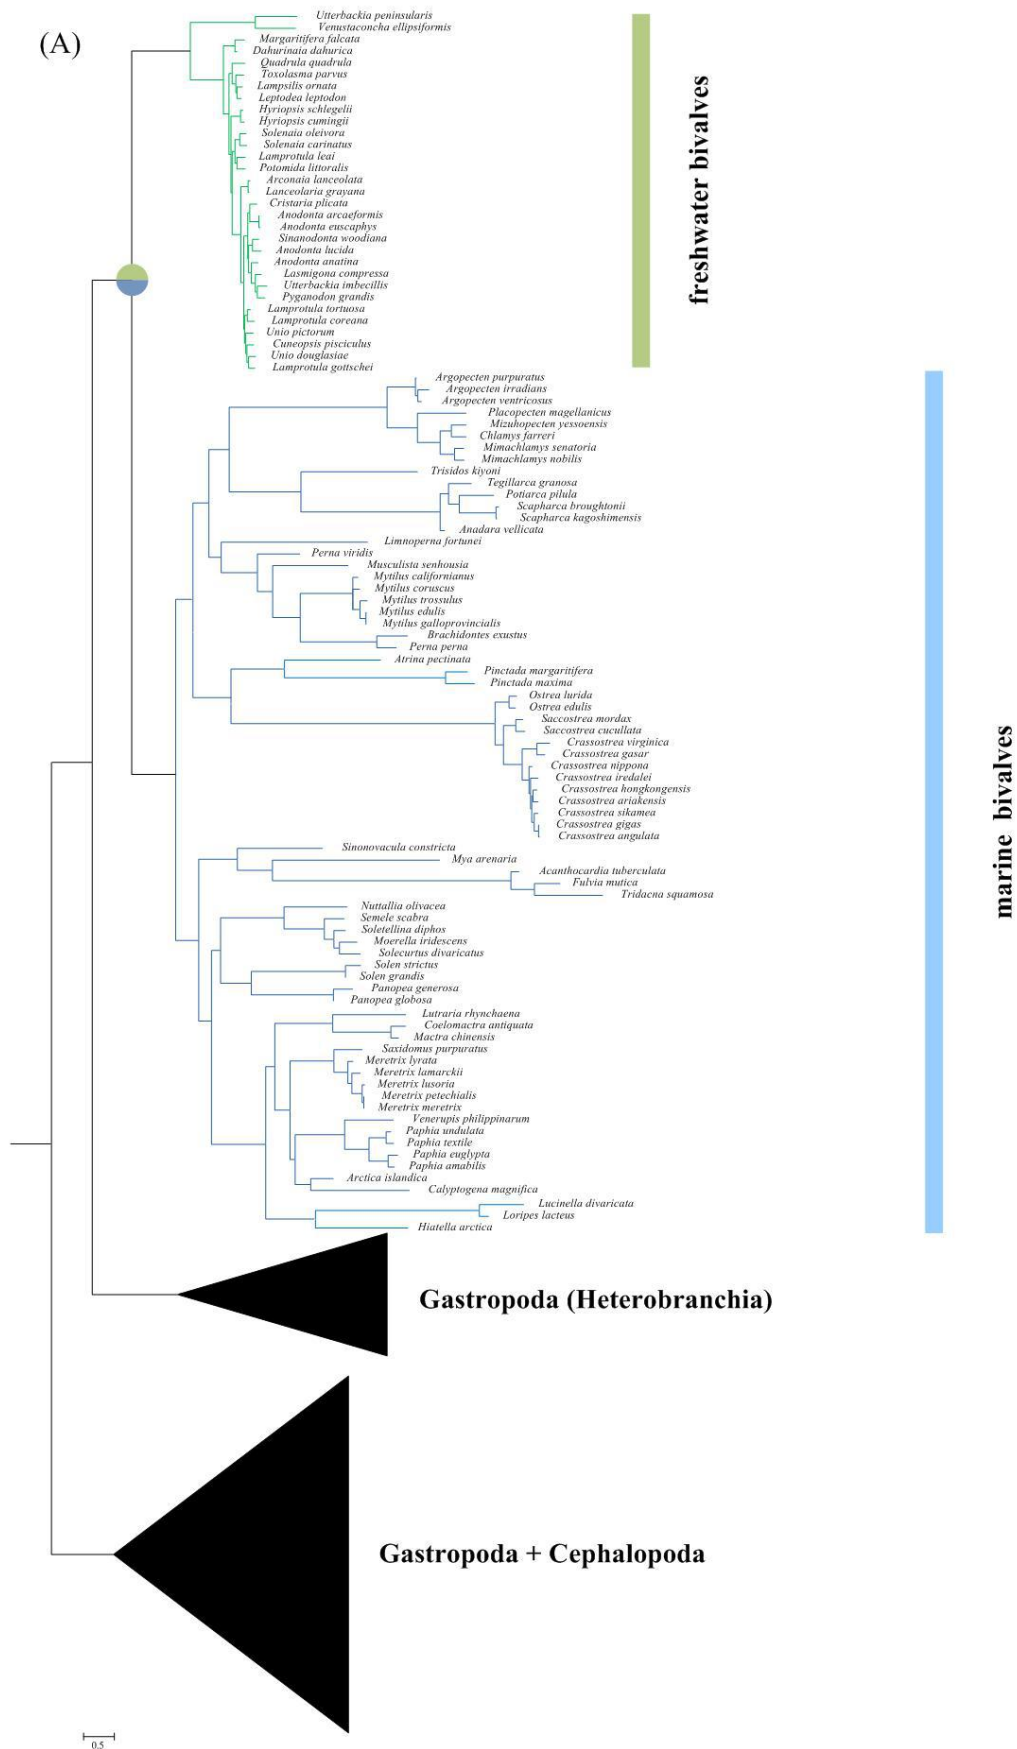 (A)
Utterbackia peninsularis
Venustaconcha ellipsiformis
Margaritifera falcata
Dahurinaia dahurica
Quadrula quadrula
Toxolasma parvus
Lampsilis ornata
Leptodea leptodon
Hyriopsis schlegelii
Hyriopsis cumingii
Solenaia oleivora
Solenaia carinatus
Lamprotula leai
Potomida littoralis
Arconaia lanceolata
Lanceolaria grayana
Cristaria plicata
Anodonta arcaeformis
Anodonta euscaphys
Sinanodonta woodiana
Anodonta lucida
Anodonta anatina
Lasmigona compressa
Utterbackia imbecillis
Pyganodon grandis
Lamprotula tortuosa
Lamprotula coreana
Unio pictorum
Cuneopsis pisciculus
Unio douglasiae
Lamprotula gottschei
freshwater bivalves
Argopecten purpuratus
Argopecten irradians
Argopecten ventricosus
Placopecten magellanicus
Mizuhopecten yessoensis
Chlamys farreri
Mimachlamys senatoria
Mimachlamys nobilis
Trisidos kiyoni
Tegillarca granosa
Potiarca pilula
Scapharca broughtonii
Scapharca kagoshimensis
Anadara vellicata
Limnoperna fortunei
Perna viridis
Musculista senhousia
Mytilus californianus
Mytilus coruscus
Mytilus trossulus
Mytilus edulis
Mytilus galloprovincialis
Brachidontes exustus
Perna perna
Atrina pectinata
Pinctada margaritifera
Pinctada maxima
Ostrea lurida
Ostrea edulis
Saccostrea mordax
Saccostrea cucullata
Crassostrea virginica
Crassostrea gasar
Crassostrea nippona
Crassostrea iredalei
Crassostrea hongkongensis
Crassostrea ariakensis
Crassostrea sikamea
Crassostrea gigas
Crassostrea angulata
Sinonovacula constricta
Mya arenaria
Acanthocardia tuberculata
Fulvia mutica
Tridacna squamosa
Nuttallia olivacea
Semele scabra
Soletellina diphos
Moerella iridescens
Solecurtus divaricatus
Solen strictus
Solen grandis
Panopea generosa
Panopea globosa
Lutraria rhynchaena
Coelomactra antiquata
Mactra chinensis
Saxidomus purpuratus
Meretrix lyrata
Meretrix lamarckii
Meretrix lusoria
Meretrix petechialis
Meretrix meretrix
Venerupis philippinarum
Paphia undulata
Paphia textile
Paphia euglypta
Paphia amabilis
Arctica islandica
Calyptogena magnifica
Lucinella divaricata
Loripes lacteus
Hiatella arctica
marine bivalves
Gastropoda (Heterobranchia)
Gastropoda + Cephalopoda
0.5